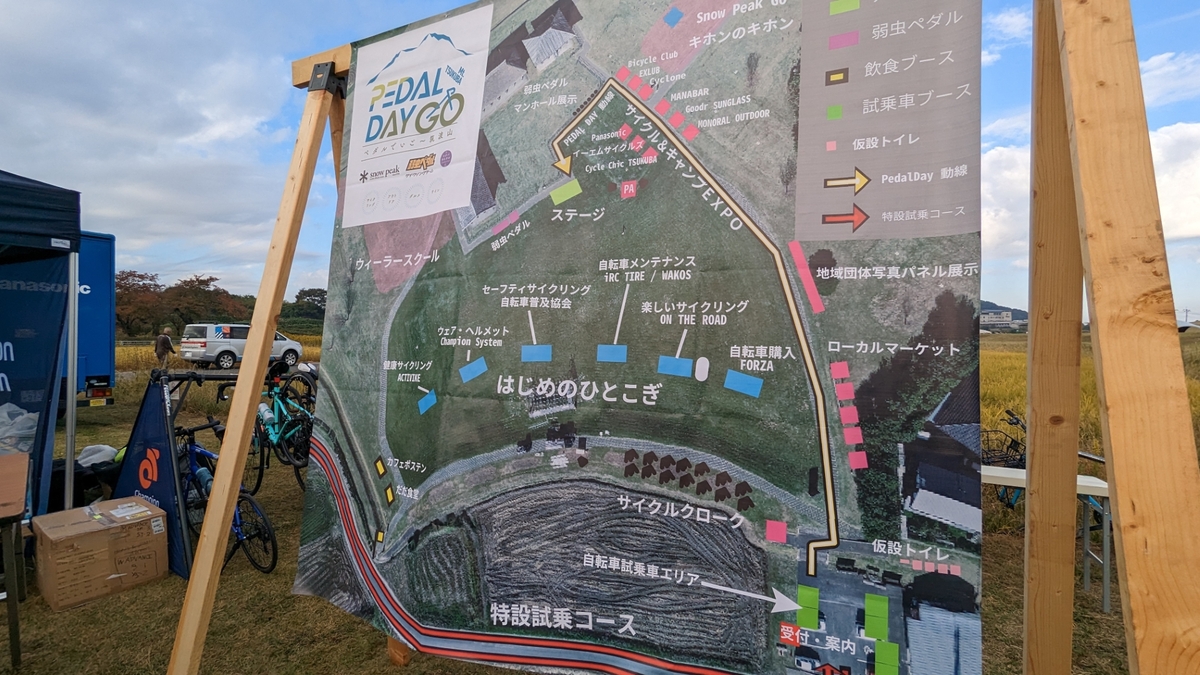 PEDAL
DAY GO
ペダルでいこー筑波山
snow peak
Snow Peak GO
キホンのキホン
Bicycle Club
EXLUB
Cyclone
HANABAR
Goodr SUNGLASS
MONORAL OUTDOOR
弱虫ペダル
マンホール展示
PEDAL DAY 動線
サイクル&キャンプEXPO
Panasonic
イーエムサイクルズ
Cycle Chic TSUKUBA
PA
ステージ
弱虫ペダル
ウィーラースクール
弱虫ペダル
飲食ブース
試乗車ブース
仮設トイレ
PedalDay 動線
特設試乗コース
地域団体写真パネル展示
自転車メンテナンス
iRC TIRE / WAKOS
セーフティサイクリング
自転車普及協会
楽しいサイクリング
ON THE ROAD
ウェア・ヘルメット
Champion System
自転車購入
FORZA
健康サイクリング
ACTIVIKE
はじめのひとこぎ
ローカルマーケット
カフェポステン
だだ食堂
サイクルクローク
仮設トイレ
自転車試乗車エリア
特設試乗コース
受付・案内
Panasonic